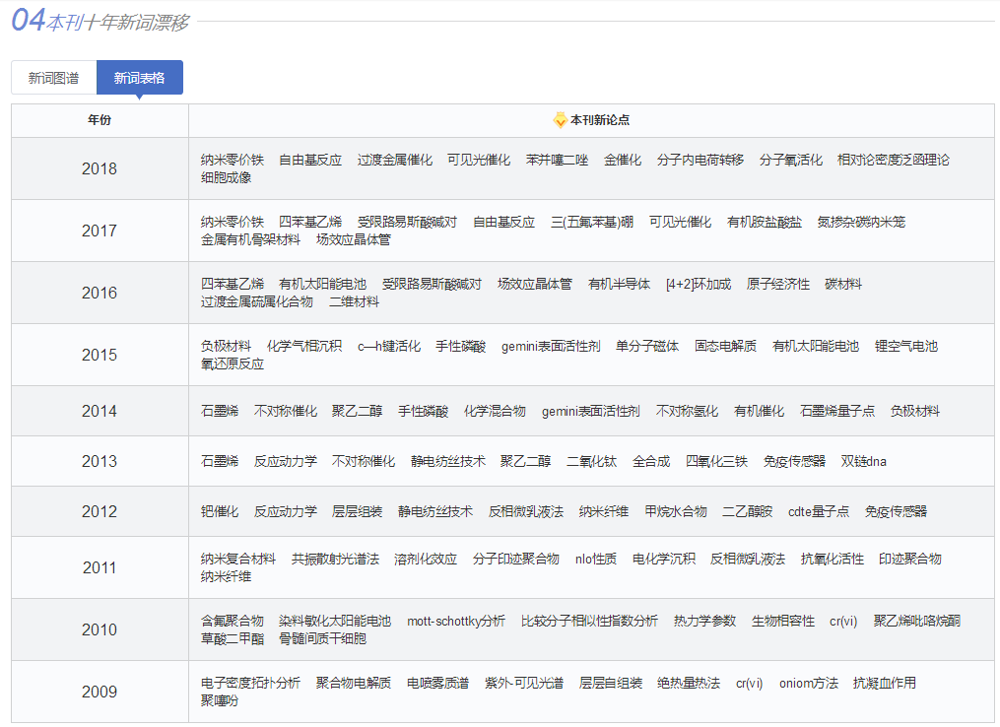 04本刊十年新词漂移
新词图谱 新词表格
年份 本刊新论点
2018 纳米零价铁 自由基反应 过渡金属催化 可见光催化 苯并噻二唑 金催化 分子内电荷转移 分子氧活化 相对论密度泛函理论
细胞成像
2017 纳米零价铁 四苯基乙烯 受限路易斯酸碱对 自由基反应 三(五氟苯基)硼 可见光催化 有机胺盐酸盐 氮掺杂碳纳米笼
金属有机骨架材料 场效应晶体管
2016 四苯基乙烯 有机太阳能电池 受限路易斯酸碱对 场效应晶体管 有机半导体 [4+2]环加成 原子经济性 碳材料
过渡金属硫属化合物 二维材料
2015 负极材料 化学气相沉积 c—h键活化 手性磷酸 gemini表面活性剂 单分子磁体 固态电解质 有机太阳能电池 锂空气电池
氧还原反应
2014 石墨烯 不对称催化 聚乙二醇 手性磷酸 化学混合物 gemini表面活性剂 不对称氢化 有机催化 石墨烯量子点 负极材料
2013 石墨烯 反应动力学 不对称催化 静电纺丝技术 聚乙二醇 二氧化钛 全合成 四氧化三铁 免疫传感器 双链dna
2012 钯催化 反应动力学 层层组装 静电纺丝技术 反相微乳液法 纳米纤维 甲烷水合物 二乙醇胺 cdte量子点 免疫传感器
2011 纳米复合材料 共振散射光谱法 溶剂化效应 分子印迹聚合物 nlo性质 电化学沉积 反相微乳液法 抗氧化活性 印迹聚合物
纳米纤维
2010 含氟聚合物 染料敏化太阳能电池 mott-schottky分析 比较分子相似性指数分析 热力学参数 生物相容性 cr(vi) 聚乙烯吡咯烷酮
草酸二甲酯 骨髓间质干细胞
2009 电子密度拓扑分析 聚合物电解质 电喷雾质谱 紫外-可见光谱 层层自组装 绝热量热法 cr(vi) oniom方法 抗凝血作用
聚噻吩